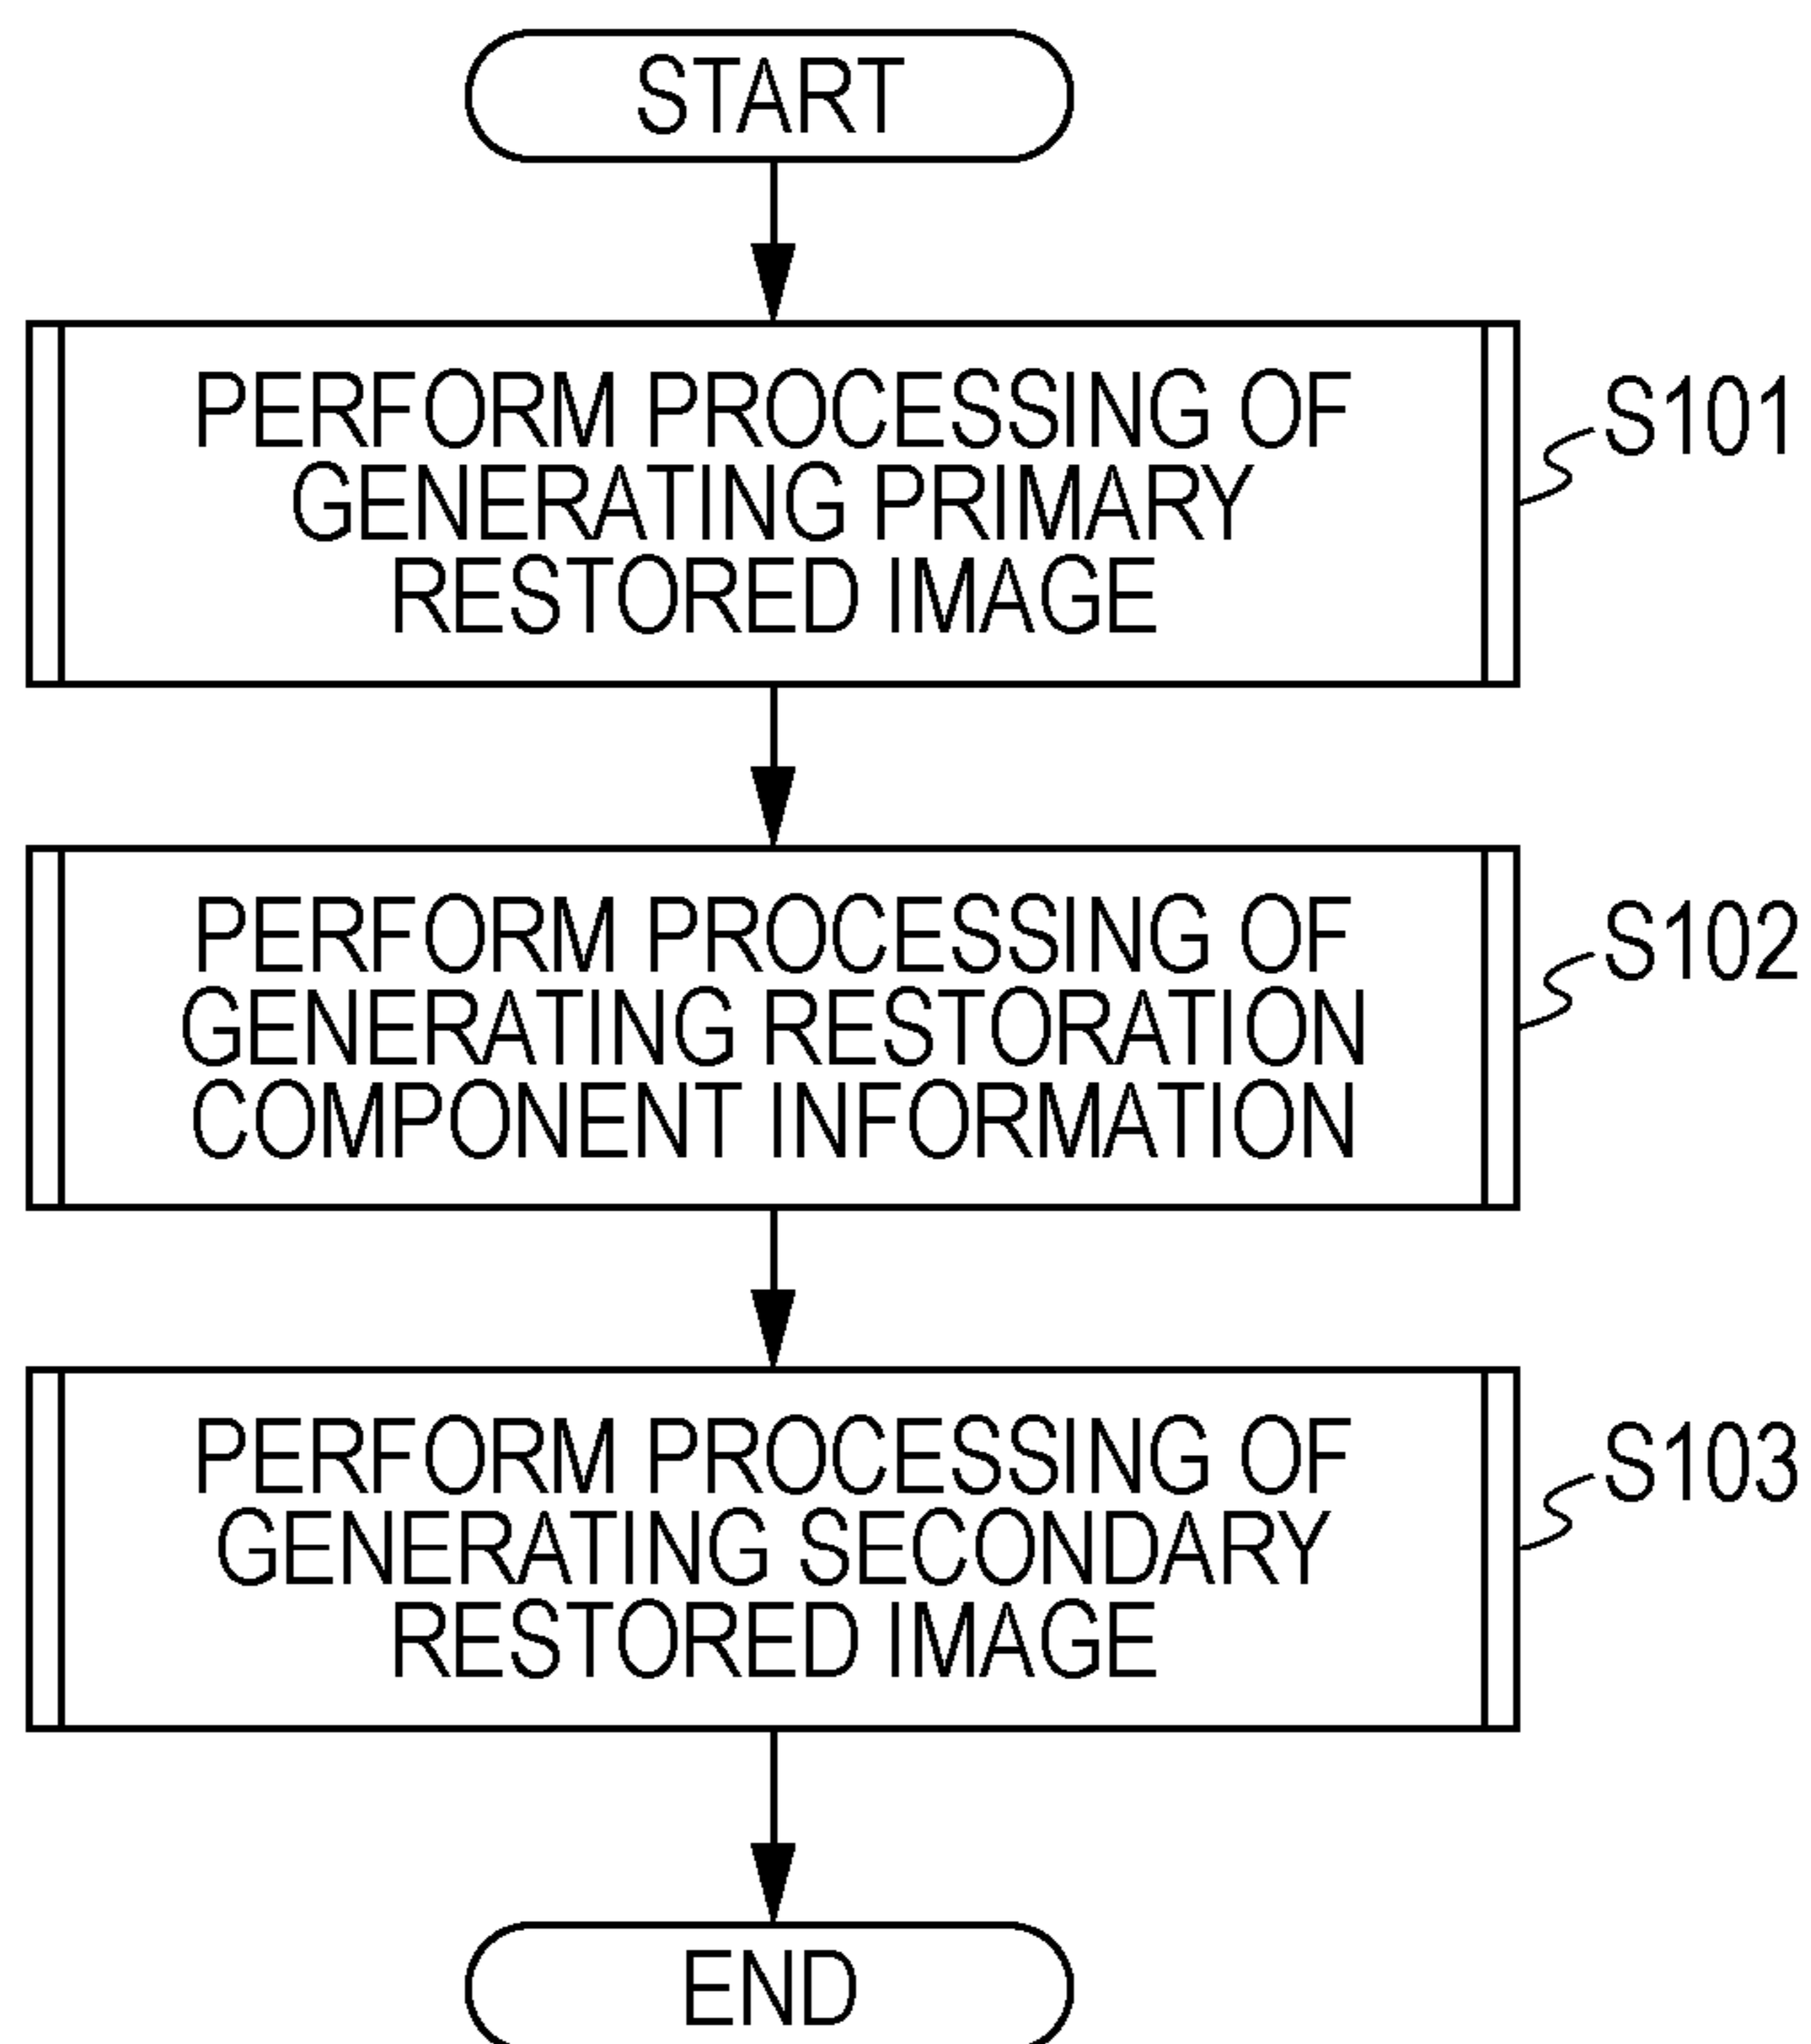 START
PERFORM PROCESSING OF
GENERATING PRIMARY
RESTORED IMAGE
S101
PERFORM PROCESSING OF
GENERATING RESTORATION
COMPONENT INFORMATION
S102
PERFORM PROCESSING OF
GENERATING SECONDARY
RESTORED IMAGE
S103
END